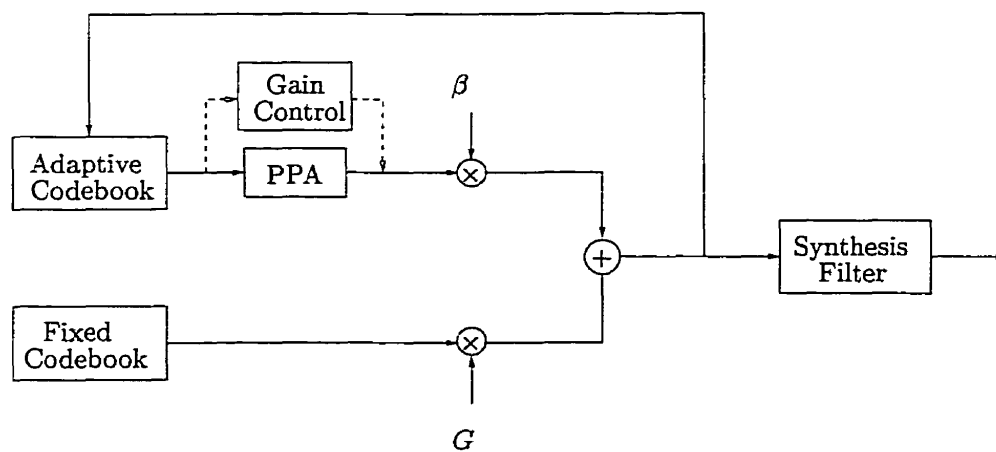 Gain
Control
β
Adaptive
Codebook
PPA
×
+
Synthesis
Filter
Fixed
Codebook
×
G